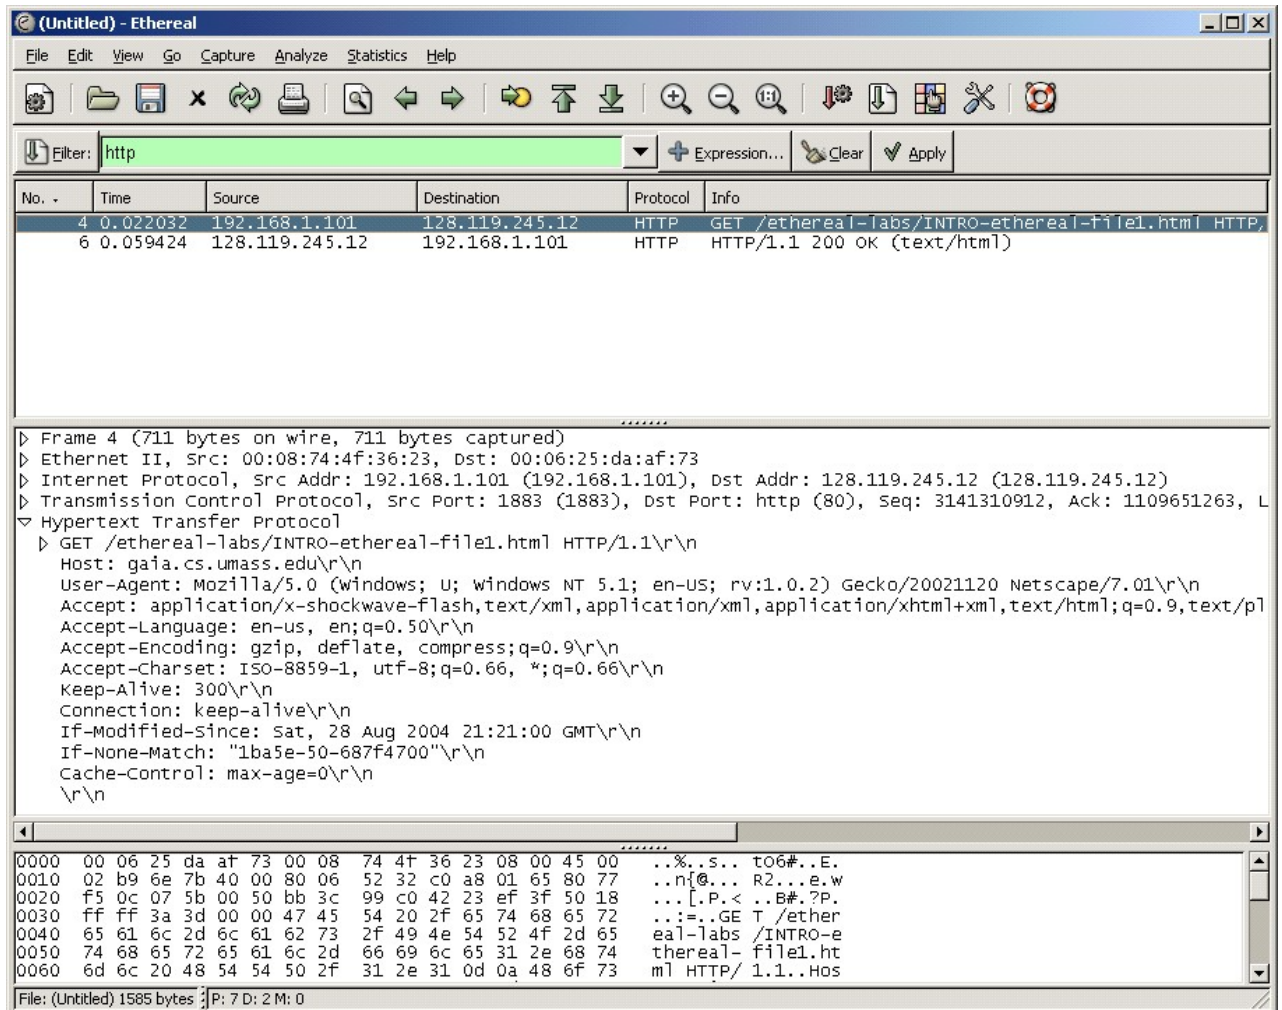 (Untitled) - Ethereal
File Edit View Go Capture Analyze Statistics Help
Filter: http Expression... Clear Apply
No. Time Source Destination Protocol Info
4 0.022032 192.168.1.101 128.119.245.12 HTTP GET /ethereal-labs/INTRO-ethereal-file1.html HTTP/
6 0.059424 128.119.245.12 192.168.1.101 HTTP HTTP/1.1 200 OK (text/html)
Frame 4 (711 bytes on wire, 711 bytes captured)
Ethernet II, Src: 00:08:74:4f:36:23, Dst: 00:06:25:da:af:73
Internet Protocol, Src Addr: 192.168.1.101 (192.168.1.101), Dst Addr: 128.119.245.12 (128.119.245.12)
Transmission Control Protocol, Src Port: 1883 (1883), Dst Port: http (80), Seq: 3141310912, Ack: 1109651263, L
Hypertext Transfer Protocol
GET /ethereal-labs/INTRO-ethereal-file1.html HTTP/1.1\r\n
Host: gaia.cs.umass.edu\r\n
User-Agent: Mozilla/5.0 (Windows; U; Windows NT 5.1; en-US; rv:1.0.2) Gecko/20021120 Netscape/7.01\r\n
Accept: application/x-shockwave-flash,text/xml,application/xml,application/xhtml+xml,text/html;q=0.9,text/pl
Accept-Language: en-us, en;q=0.50\r\n
Accept-Encoding: gzip, deflate, compress;q=0.9\r\n
Accept-Charset: ISO-8859-1, utf-8;q=0.66, *;q=0.66\r\n
Keep-Alive: 300\r\n
Connection: keep-alive\r\n
If-Modified-Since: Sat, 28 Aug 2004 21:21:00 GMT\r\n
If-None-Match: "1ba5e-50-687f4700"\r\n
Cache-Control: max-age=0\r\n
\r\n
0000 00 06 25 da af 73 00 08 74 4f 36 23 08 00 45 00 ..%..s.. tO6#..E.
0010 02 b9 6e 7b 40 00 80 06 52 32 c0 a8 01 65 80 77 ..n{@... R2...e.w
0020 f5 0c 07 5b 00 50 bb 3c 99 c0 42 23 ef 3f 50 18 ...[.P.< ..B#.?P.
0030 ff ff 3a 3d 00 00 47 45 54 20 2f 65 74 68 65 72 ..:=..GE T /ether
0040 65 61 6c 2d 6c 61 62 73 2f 49 4e 54 52 4f 2d 65 eal-labs /INTRO-e
0050 74 68 65 72 65 61 6c 2d 66 69 6c 65 31 2e 68 74 thereal- file1.ht
0060 6d 6c 20 48 54 54 50 2f 31 2e 31 0d 0a 48 6f 73 ml HTTP/ 1.1..Hos
File: (Untitled) 1585 bytes P: 7 D: 2 M: 0